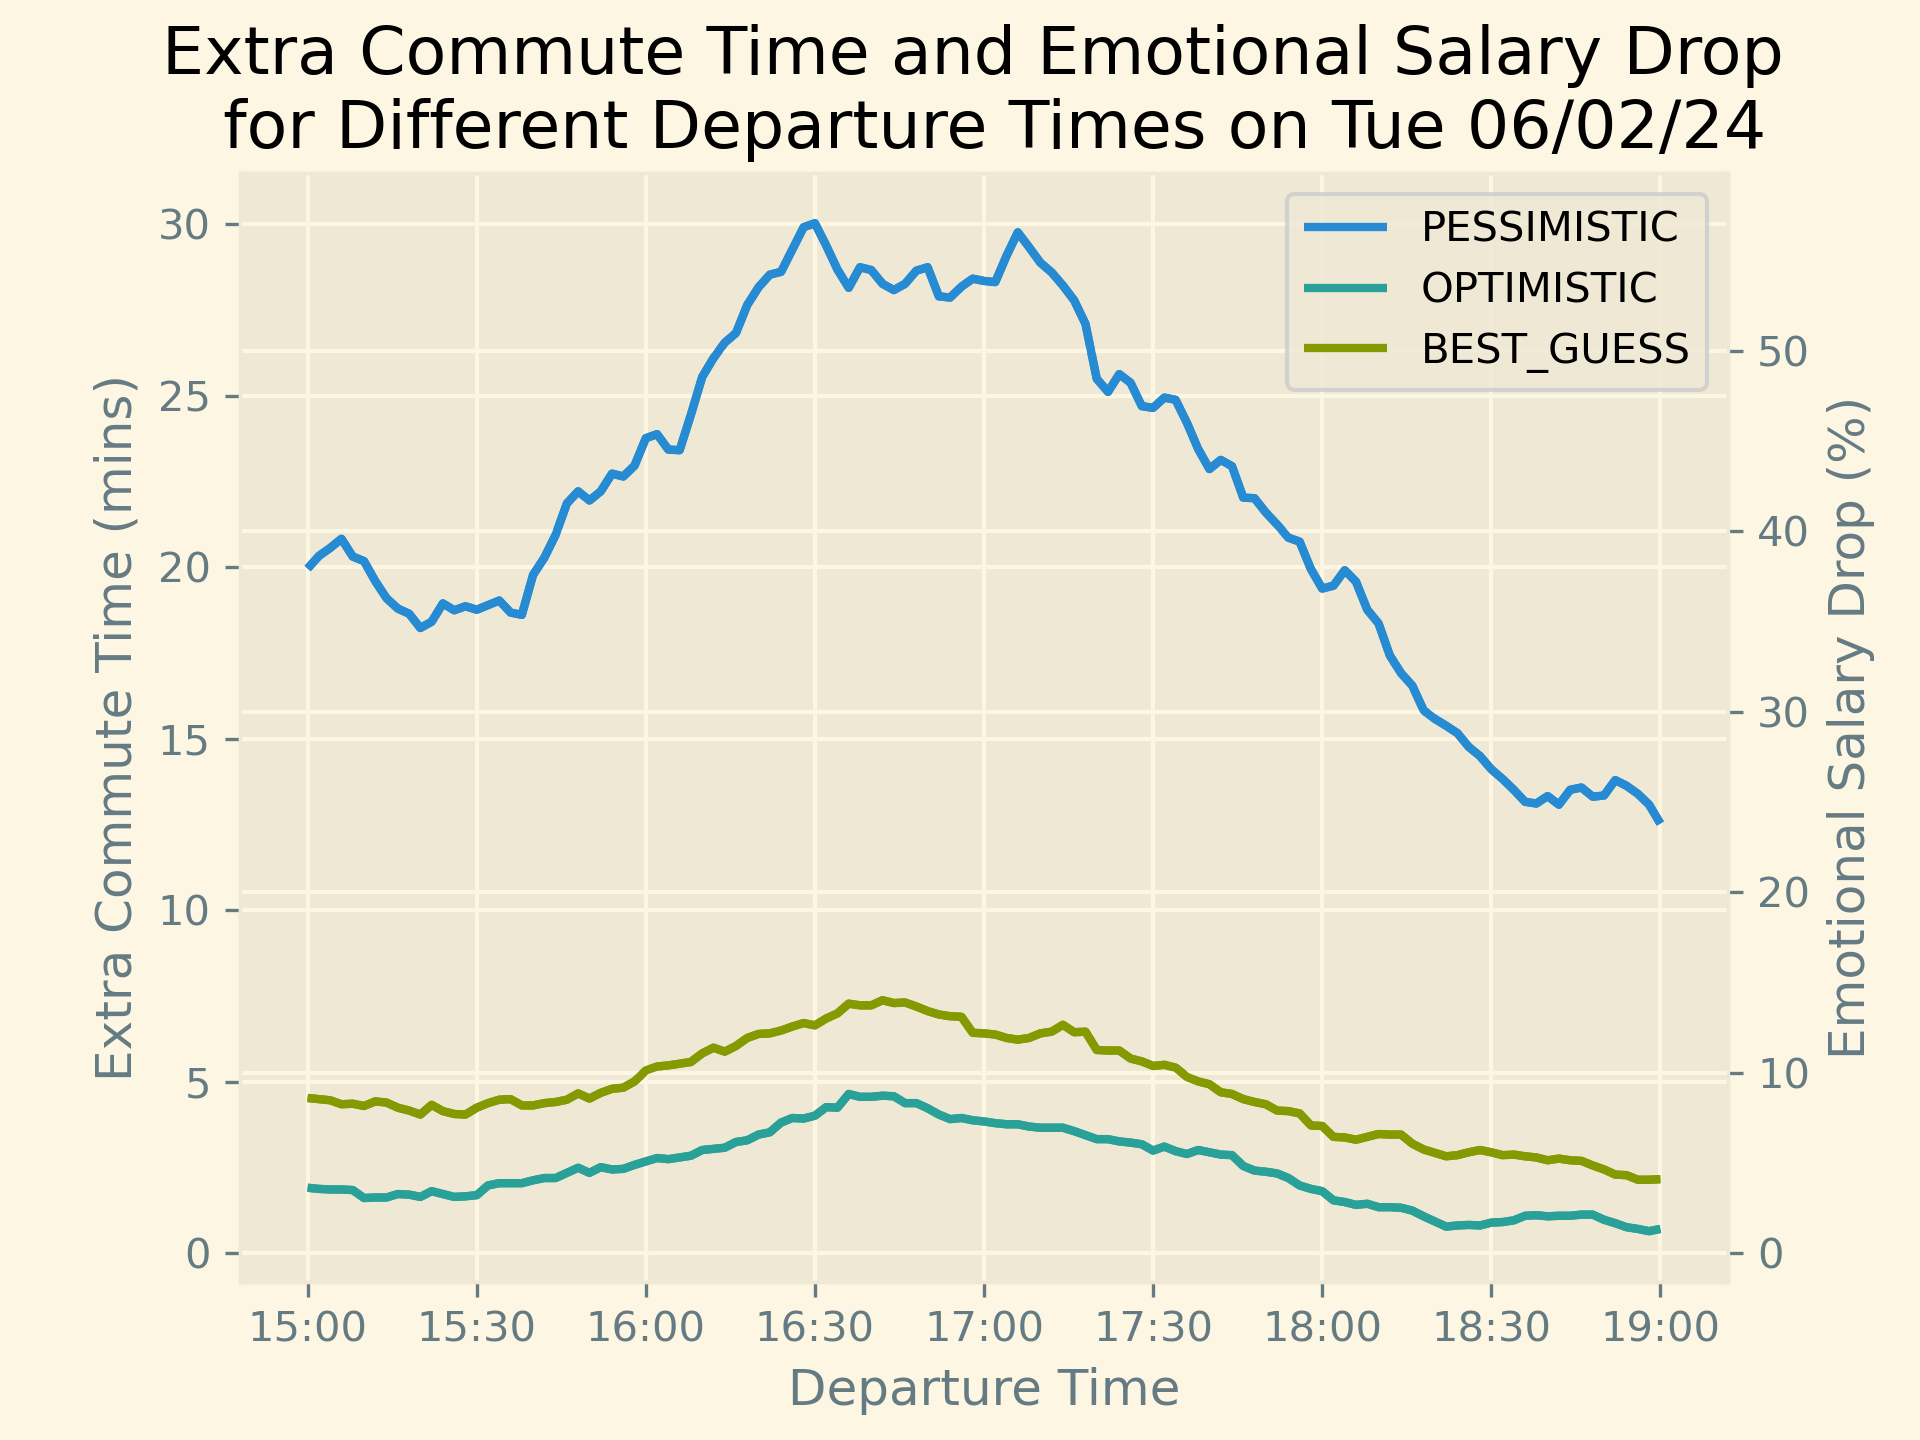 Extra Commute Time and Emotional Salary Drop
for Different Departure Times on Tue 06/02/24
PESSIMISTIC
OPTIMISTIC
BEST_GUESS
Extra Commute Time (mins)
30
25
20
15
10
5
0
50
40
30
20
10
0
Emotional Salary Drop (%)
15:00 15:30 16:00 16:30 17:00 17:30 18:00 18:30 19:00
Departure Time